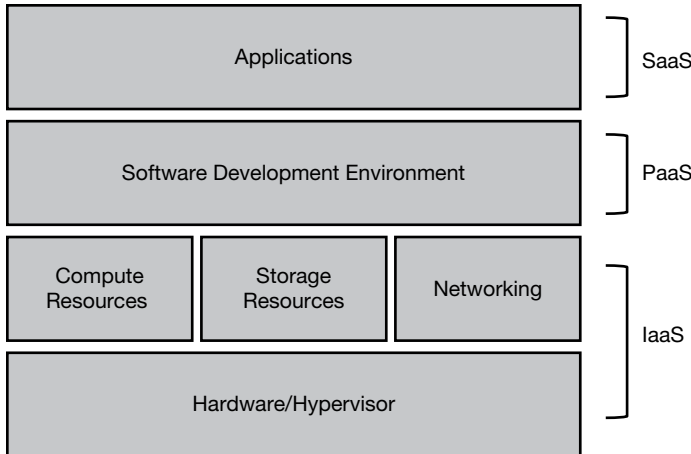 Applications
SaaS
Software Development Environment
PaaS
Compute
Resources
Storage
Resources
Networking
IaaS
Hardware/Hypervisor